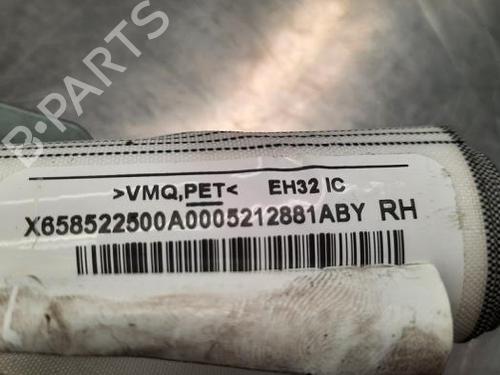 B-PARTS
>VMQ,PET< EH32 IC
X658522500A0005212881ABY RH